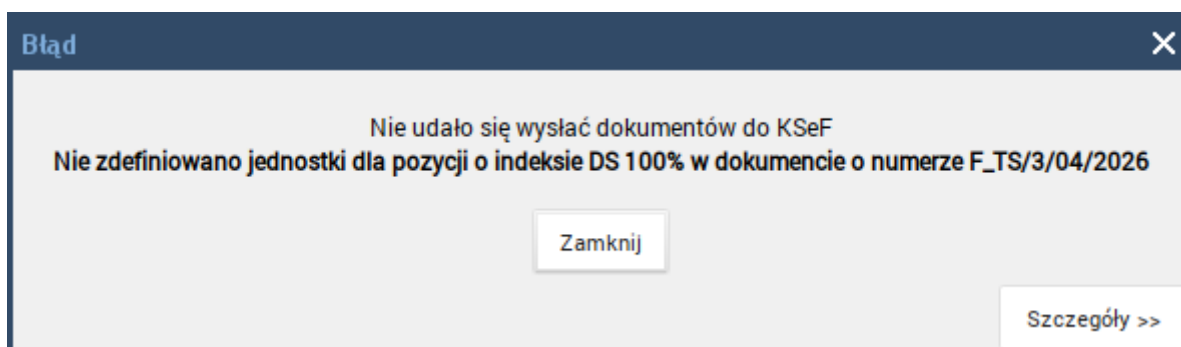 Błąd
Nie udało się wysłać dokumentów do KSeF
Nie zdefiniowano jednostki dla pozycji o indeksie DS 100% w dokumencie o numerze F_TS/3/04/2026
Zamknij
Szczegóły >>